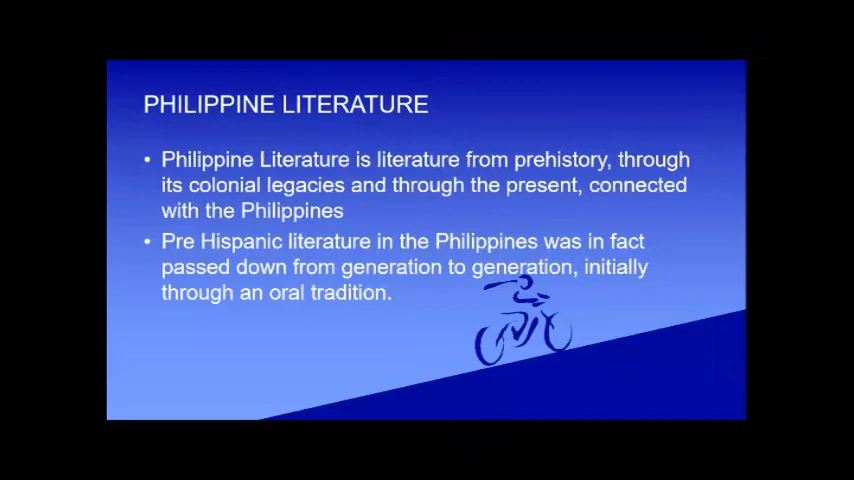 PHILIPPINE LITERATURE
• Philippine Literature is literature from prehistory, through
its colonial legacies and through the present, connected
with the Philippines
• Pre Hispanic literature in the Philippines was in fact
passed down from generation to generation, initially
through an oral tradition.